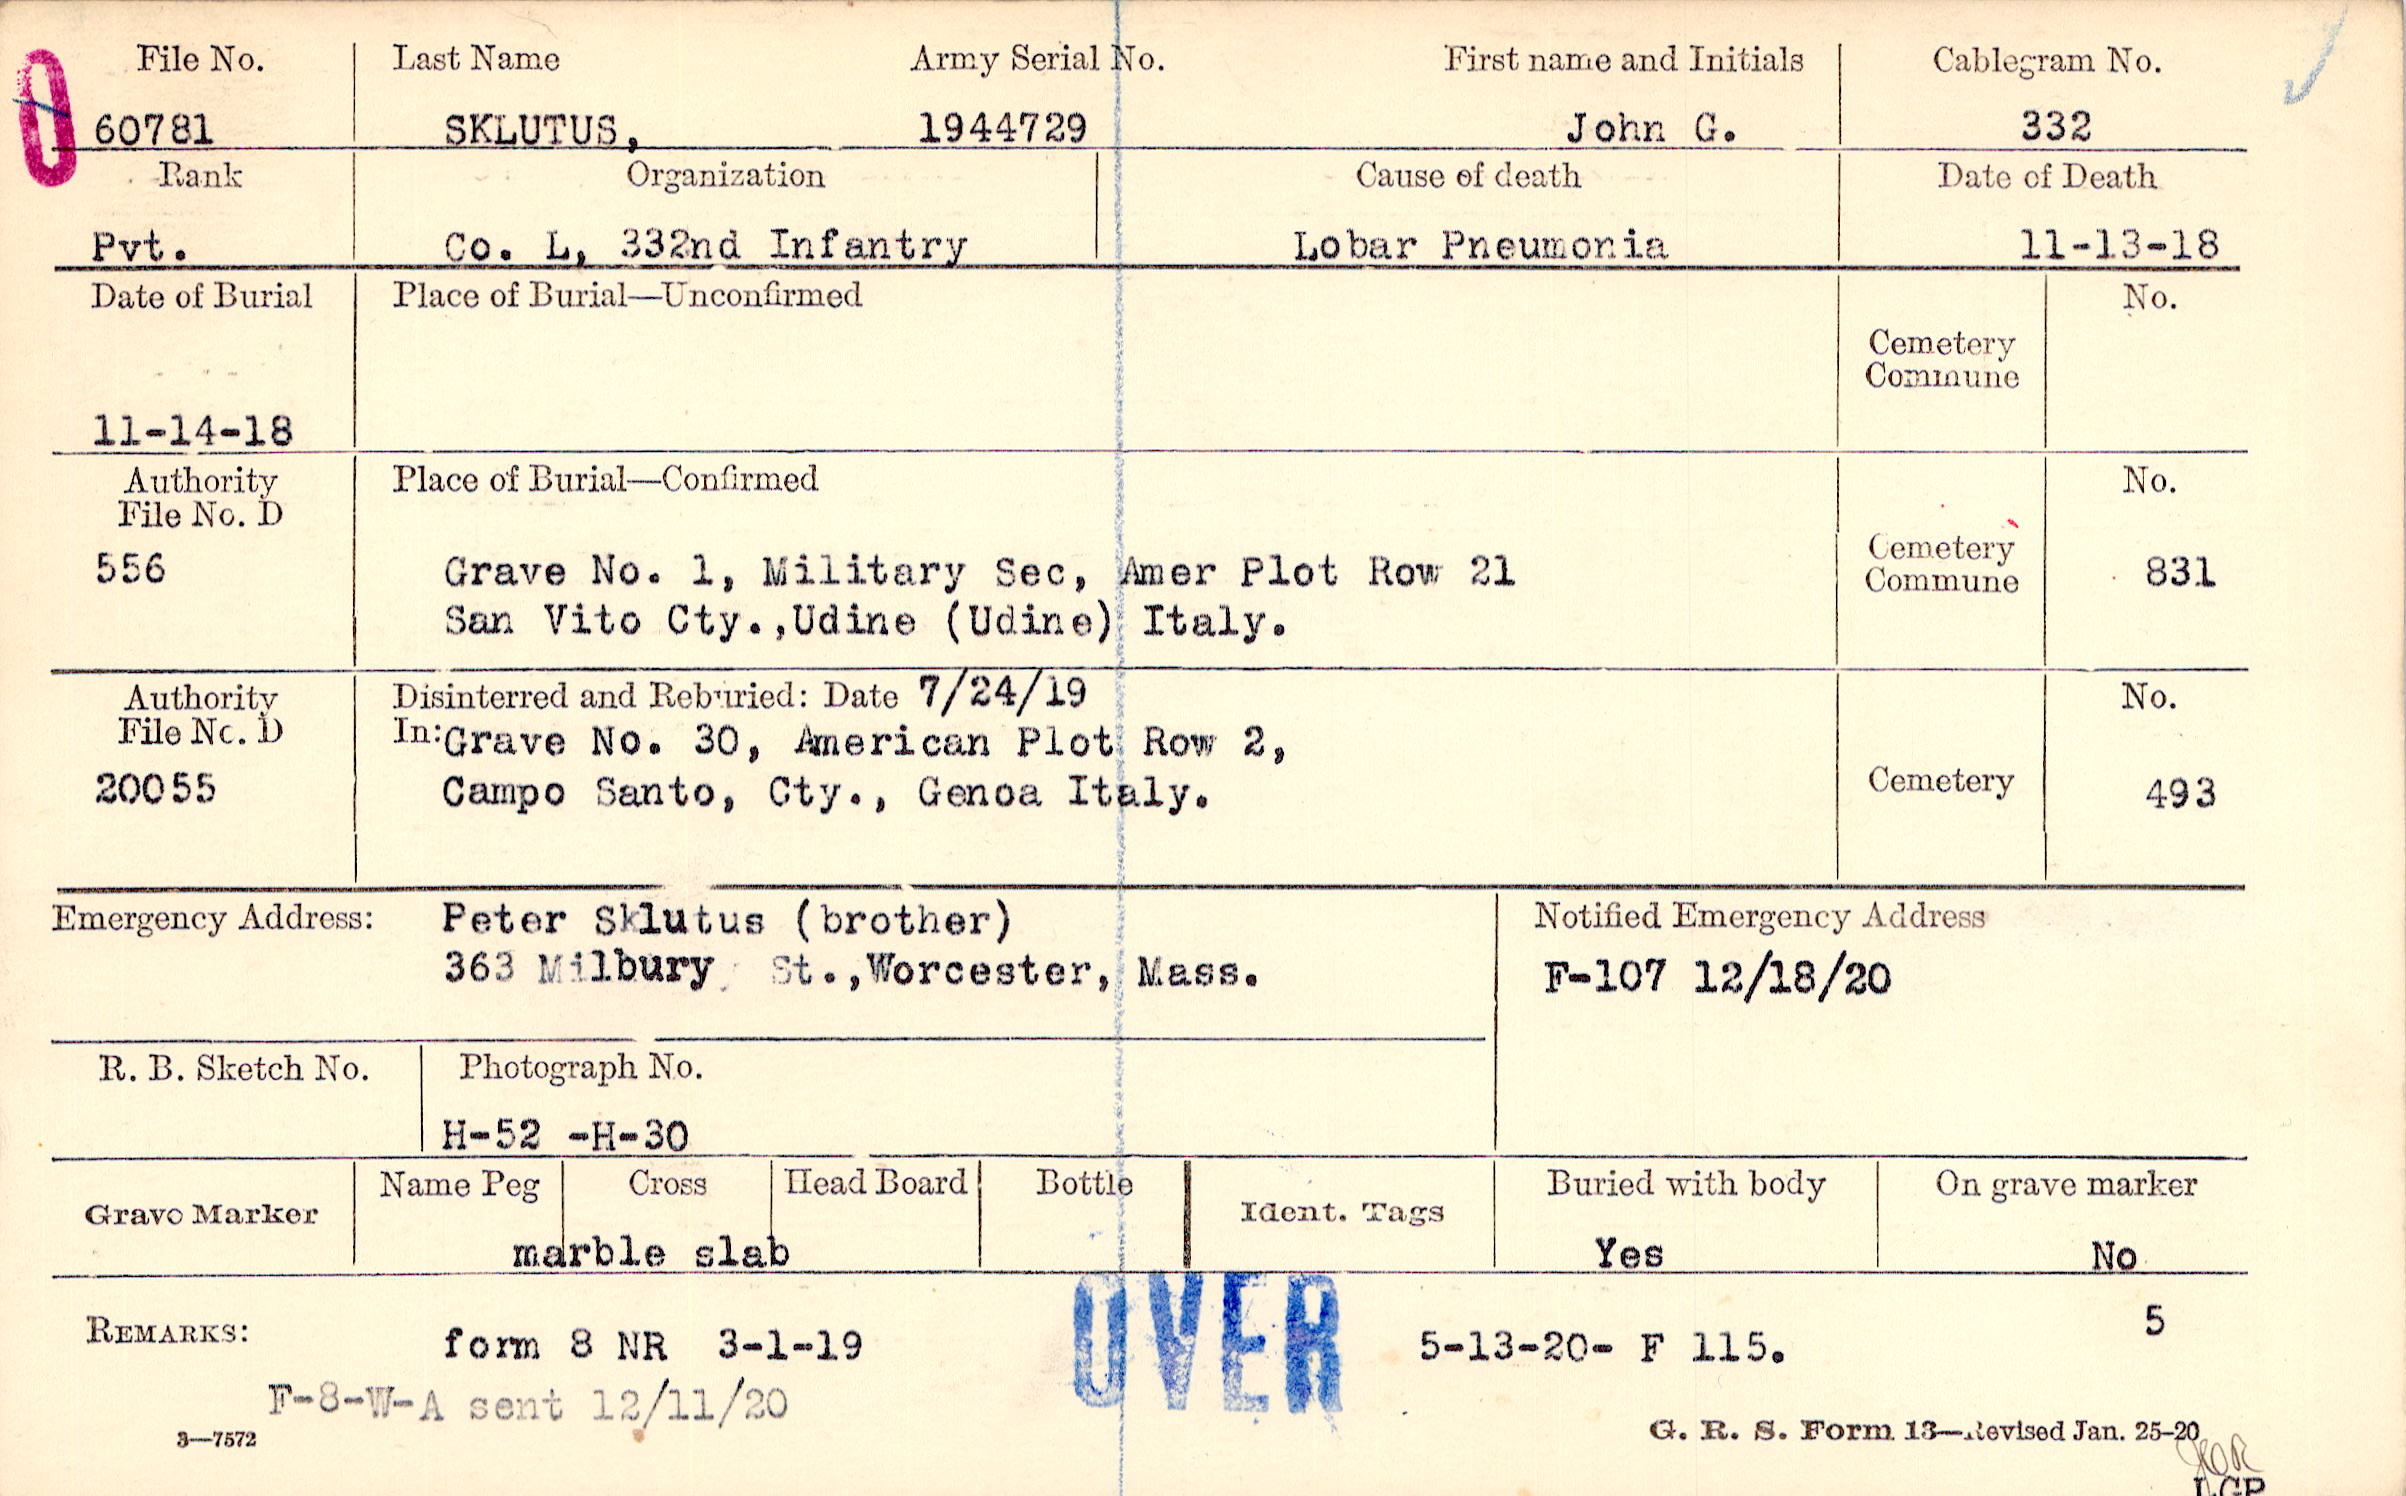 File No. Last Name Army Serial No. First name and Initials Cablegram No.
60781 SKLUTUS, 1944729 John G. 332
Rank Organization Cause of death Date of Death
Pvt. Co. L, 332nd Infantry Lobar Pneumonia 11-13-18
Date of Burial Place of Burial—Unconfirmed No.
Cemetery
Commune
11-14-18
Authority Place of Burial—Confirmed No.
File No. D
556 Grave No. 1, Military Sec, Amer Plot Row 21 Cemetery Commune 831
San Vito Cty.,Udine (Udine) Italy.
Authority Disinterred and Reburied: Date 7/24/19 No.
File No. D In:Grave No. 30, American Plot Row 2,
20055 Campo Santo, Cty., Genoa Italy. Cemetery 493
Emergency Address: Peter Sklutus (brother) Notified Emergency Address
363 Milbury St.,Worcester, Mass. F-107 12/18/20
R. B. Sketch No. Photograph No.
H-52 -H-30
Name Peg Cross Head Board Bottle Buried with body On grave marker
Grave Marker Ident. Tags
marble slab Yes No
OVER
5
REMARKS: form 8 NR 3-1-19 5-13-20- F 115.
F-8-W-A sent 12/11/20
3—7572 G. R. S. Form 13—Revised Jan. 25-20